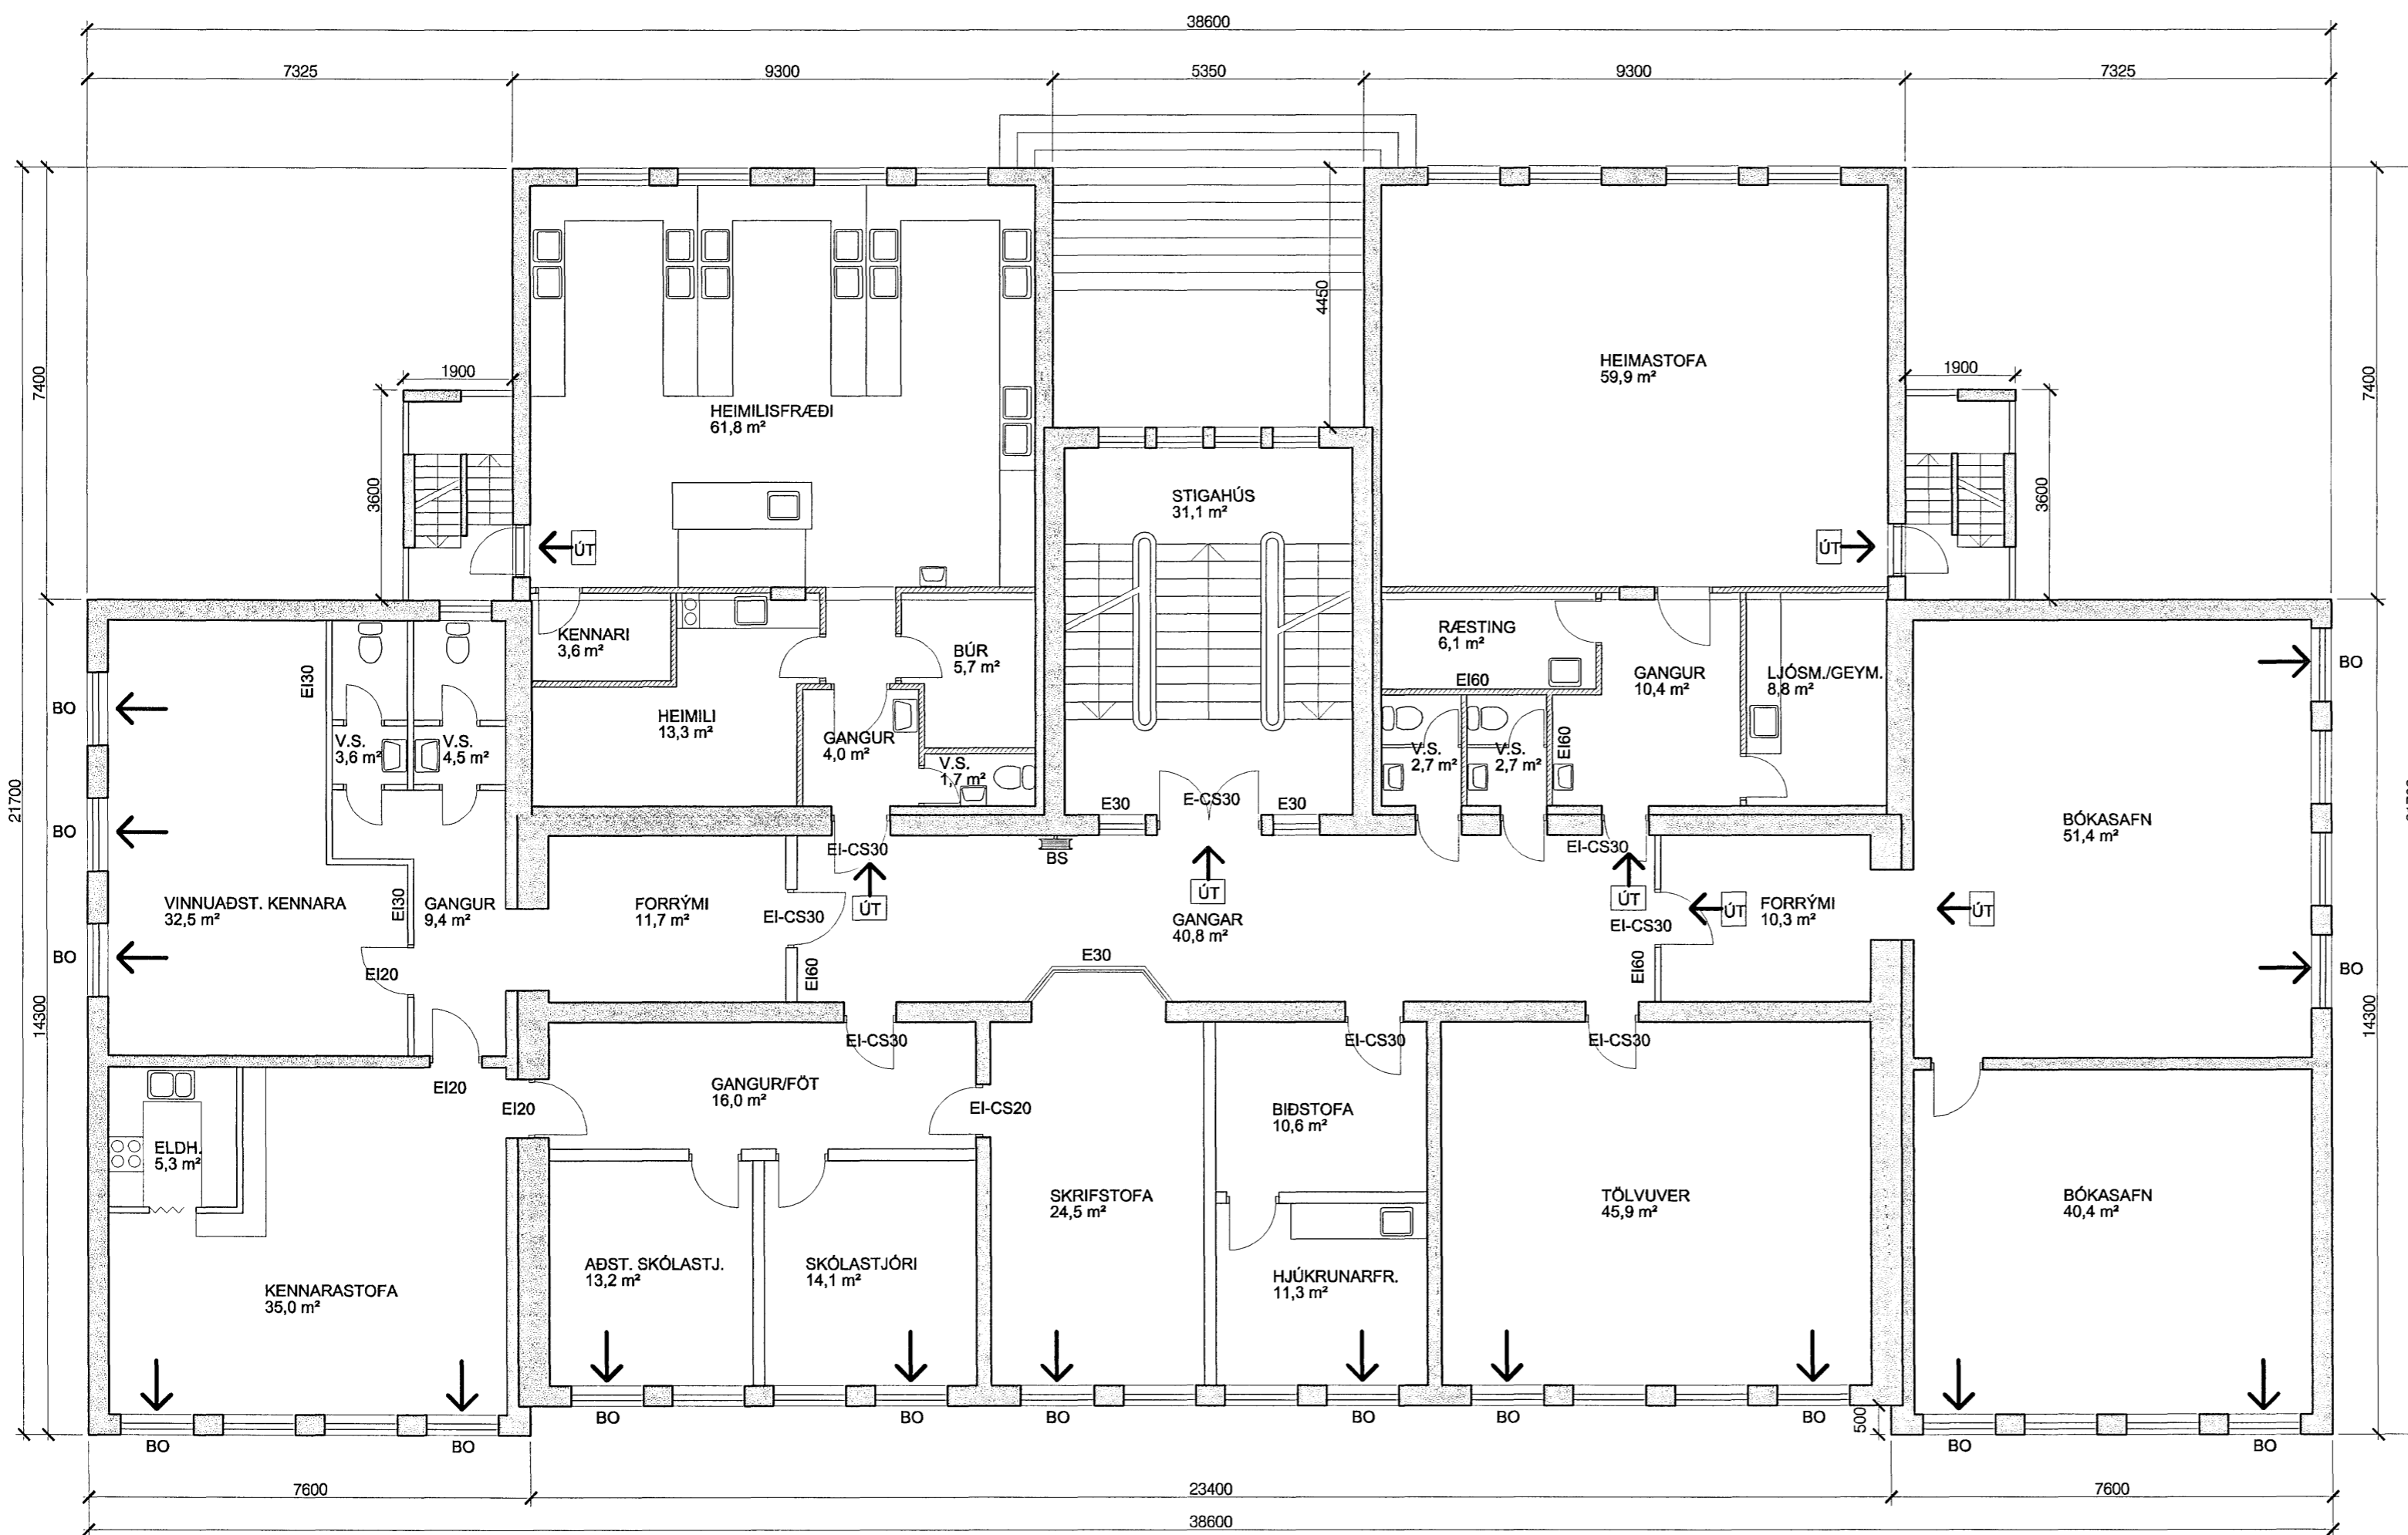 38600
7325
9300
5350
9300
7325
4450
7400
7400
21700
14300
14300
1900
3600
1900
3600
HEIMILISFRÆÐI
61,8 m²
HEIMASTOFA
59,9 m²
STIGAHÚS
31,1 m²
ÚT
ÚT
KENNARI
3,6 m²
BÚR
5,7 m²
RÆSTING
6,1 m²
EI60
GANGUR
10,4 m²
LJÓSM./GEYM.
8,8 m²
BO
EI30
BO
HEIMILI
13,3 m²
GANGUR
4,0 m²
V.S.
3,6 m²
V.S.
4,5 m²
V.S.
1,7 m²
V.S.
2,7 m²
V.S.
2,7 m²
EI60
E30
E-CS30
E30
BO
BÓKASAFN
51,4 m²
EI-CS30
BS
EI-CS30
VINNUAÐST. KENNARA
32,5 m²
EI30
GANGUR
9,4 m²
FORRÝMI
11,7 m²
EI-CS30
ÚT
ÚT
GANGAR
40,8 m²
ÚT
EI-CS30
ÚT
FORRÝMI
10,3 m²
ÚT
BO
EI20
EI60
E30
EI60
BO
EI-CS30
EI-CS30
EI-CS30
EI20
EI20
GANGUR/FÖT
16,0 m²
EI-CS20
BIÐSTOFA
10,6 m²
ELDH.
5,3 m²
SKRIFSTOFA
24,5 m²
TÖLVUVER
45,9 m²
BÓKASAFN
40,4 m²
KENNARASTOFA
35,0 m²
AÐST. SKÓLASTJ.
13,2 m²
SKÓLASTJÓRI
14,1 m²
HJÚKRUNARFR.
11,3 m²
BO
BO
BO
BO
BO
BO
BO
BO
BO
BO
500
7600
23400
7600
38600